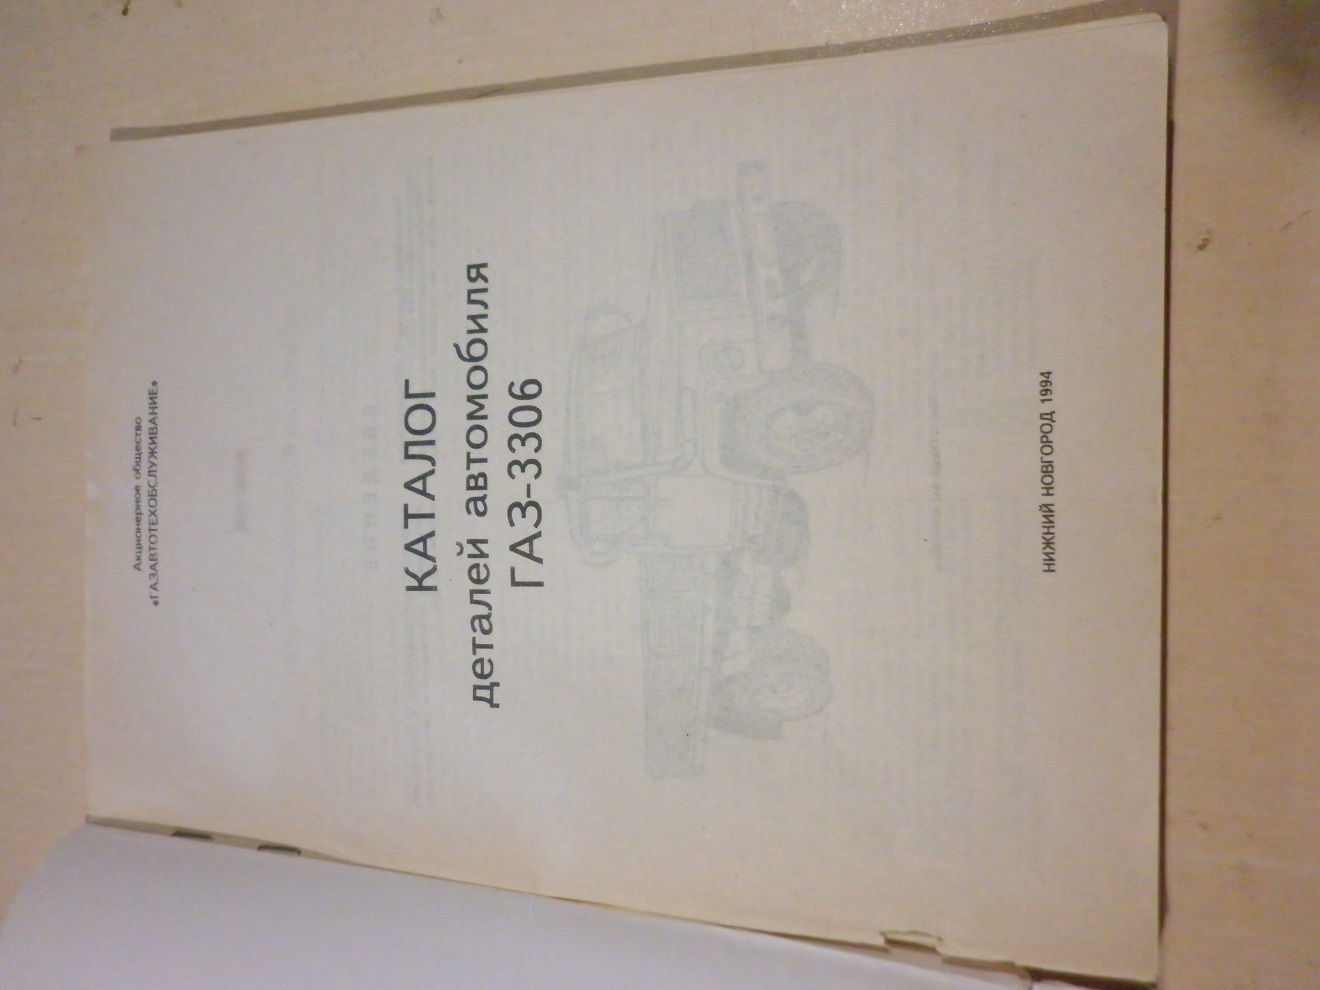 Акционерное общество
«ГАЗАВТОТЕХОБСЛУЖИВАНИЕ»
КАТАЛОГ
деталей автомобиля
ГАЗ-3306
НИЖНИЙ НОВГОРОД 1994